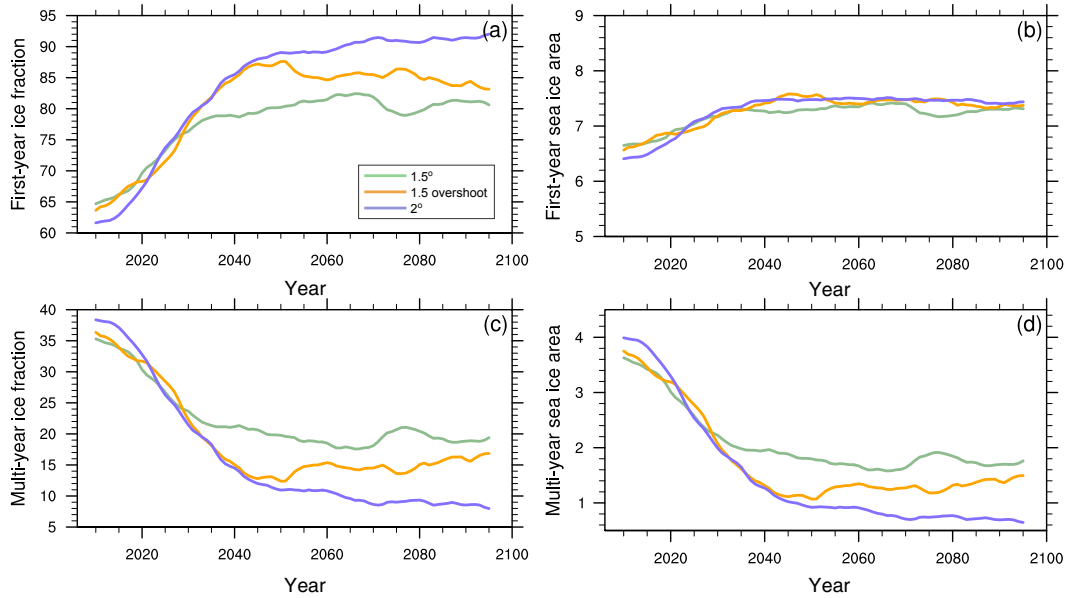 (a)
First-year ice fraction
95
90
85
80
75
70
65
60
1.5º
1.5 overshoot
2º
2020 2040 2060 2080 2100
Year
(b)
First-year sea ice area
9
8
7
6
5
2020 2040 2060 2080 2100
Year
(c)
Multi-year ice fraction
40
35
30
25
20
15
10
5
2020 2040 2060 2080 2100
Year
(d)
Multi-year sea ice area
4
3
2
1
2020 2040 2060 2080 2100
Year